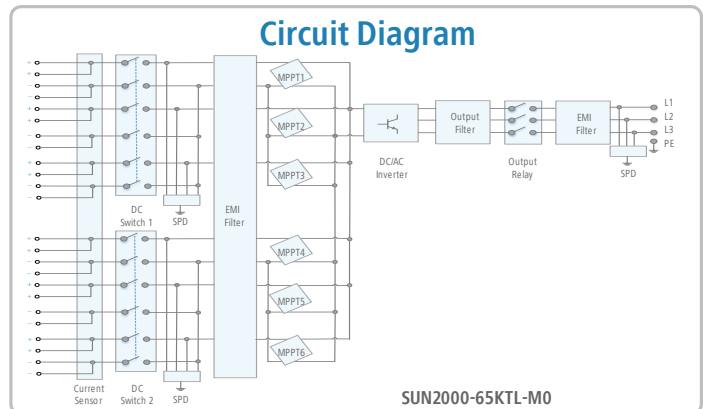 Circuit Diagram
MPPT1
MPPT2
MPPT3
MPPT4
MPPT5
MPPT6
EMI
Filter
DC
Switch 1
SPD
DC/AC
Inverter
Output
Filter
Output
Relay
EMI
Filter
L1
L2
L3
PE
SPD
Current
Sensor
DC
Switch 2
SPD
SUN2000-65KTL-M0